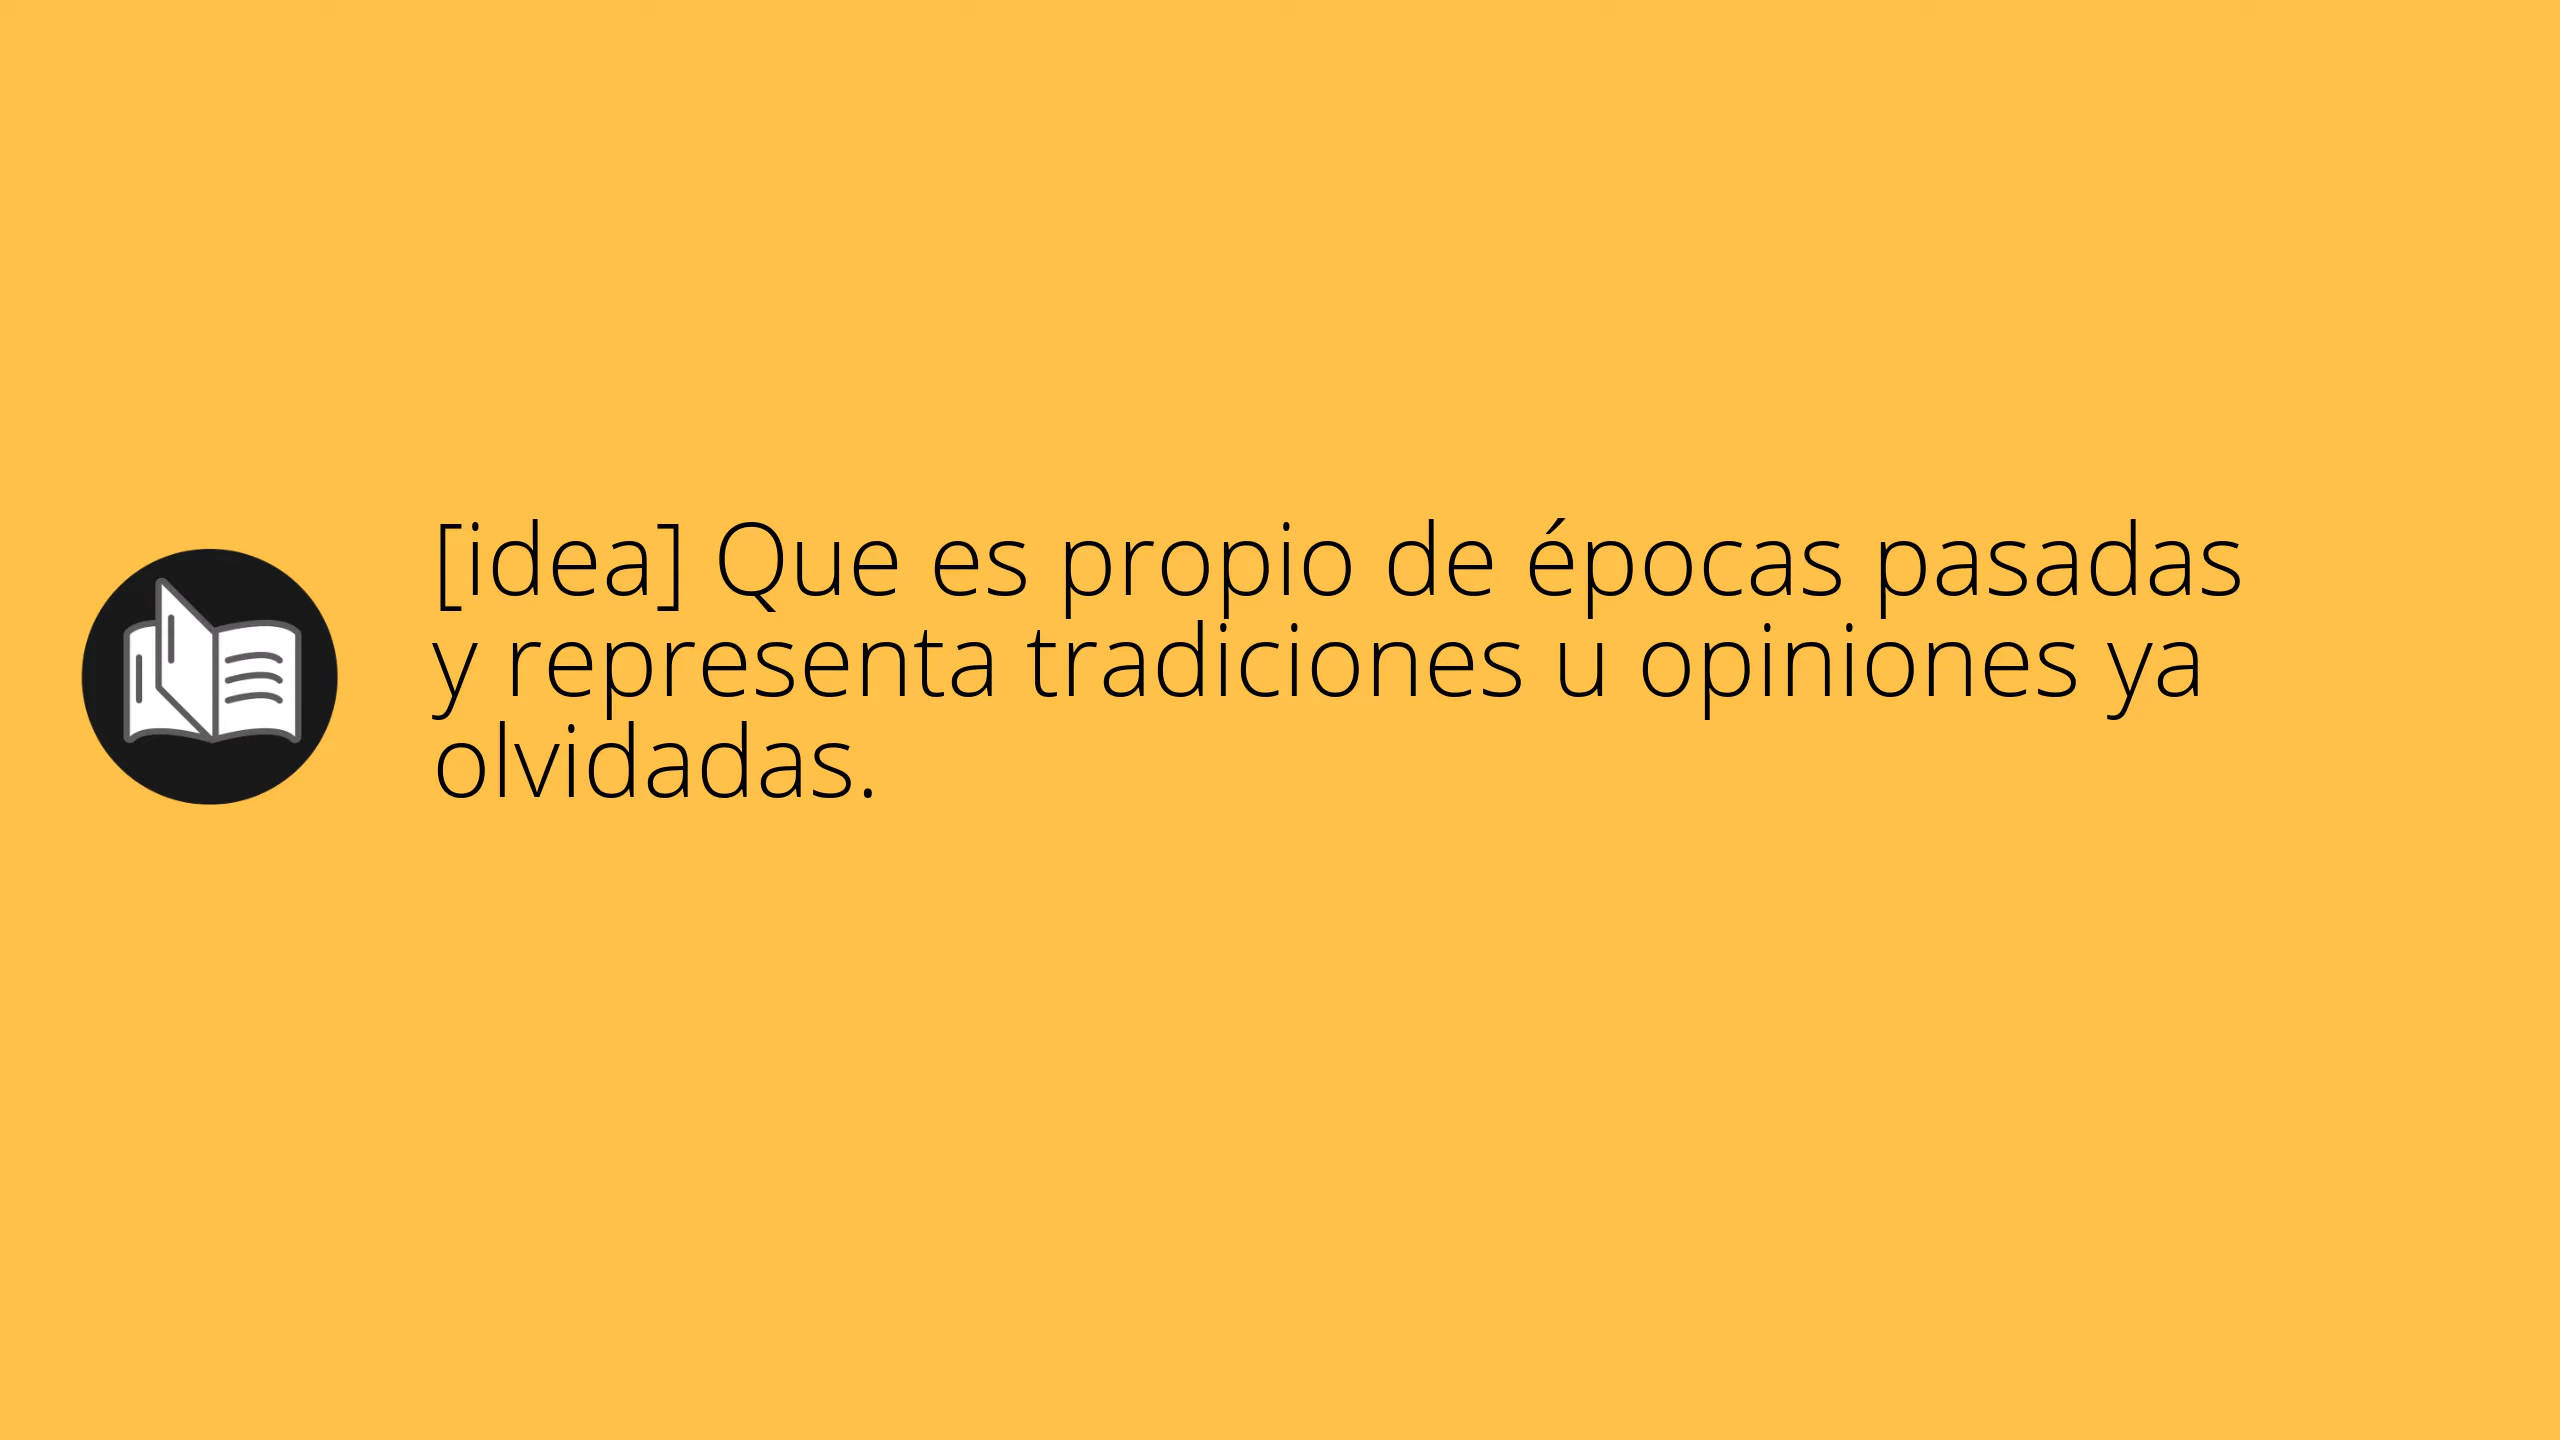 [idea] Que es propio de épocas pasadas
y representa tradiciones u opiniones ya
olvidadas.